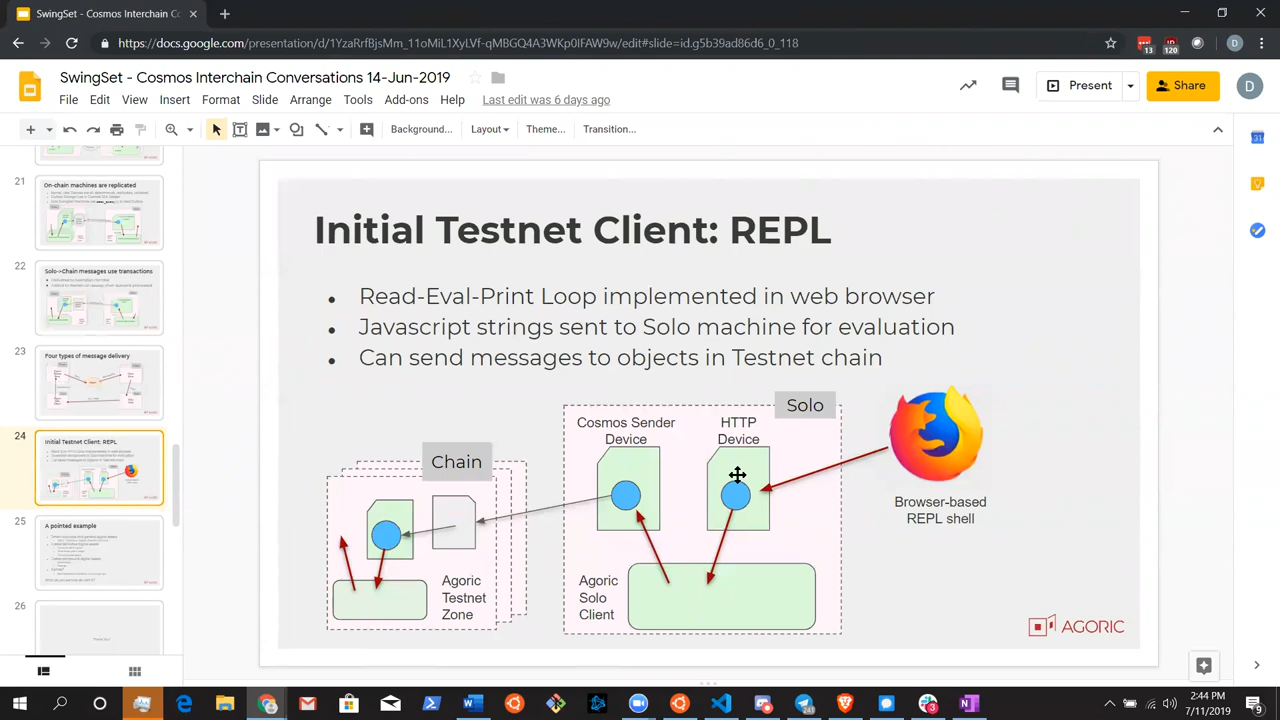 SwingSet - Cosmos Interchain
https://docs.google.com/presentation/d/1YzaRrfBjsMm_11oMiL1XyLVf-qMBGQ4A3WKp0lFAW9w/edit#slide=id.g5b39ad86d6_0_118
13
120
D
SwingSet - Cosmos Interchain Conversations 14-Jun-2019
File Edit View Insert Format Slide Arrange Tools Add-ons Help Last edit was 6 days ago
Present
Share
D
Background...
Layout
Theme...
Transition...
21
On-chain machines are replicated
22
Solo->Chain messages use transactions
23
Four types of message delivery
24
Initial Testnet Client: REPL
25
A pointed example
26
Initial Testnet Client: REPL
Read-Eval-Print Loop implemented in web browser
Javascript strings sent to Solo machine for evaluation
Can send messages to objects in Testnet chain
Solo
Cosmos Sender
Device
HTTP
Device
Chain
Browser-based
REPL shell
Agoric
Testnet
Zone
Agoric
Solo
Client
AGORIC
31
2:44 PM
7/11/2019
3